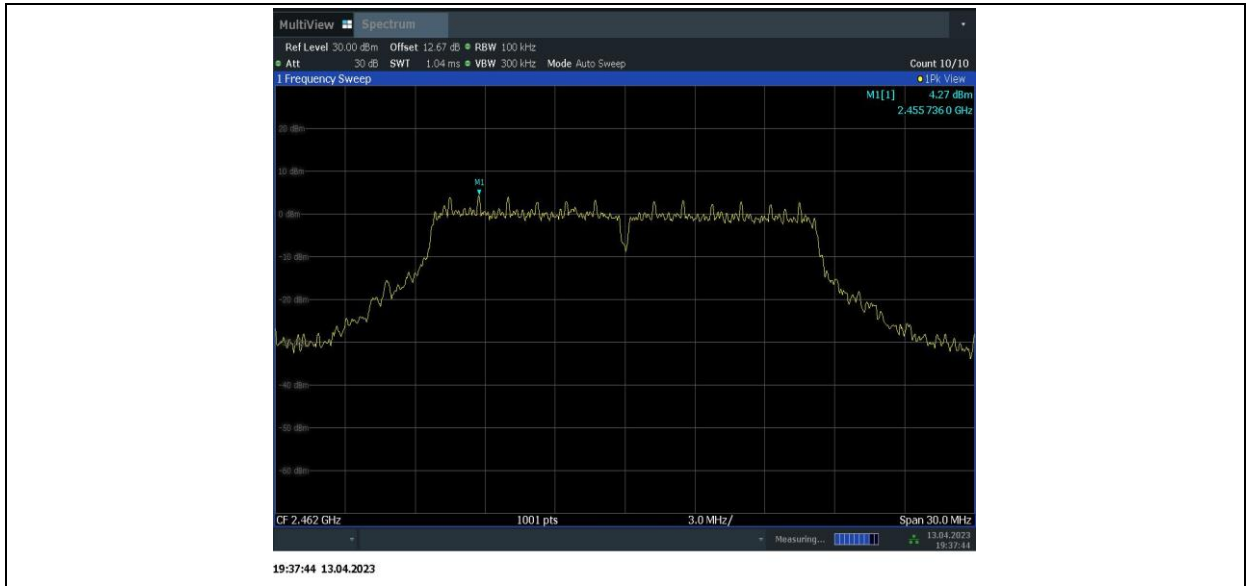 MultiView Spectrum
Ref Level 30.00 dBm Offset 12.67 dB RBW 100 kHz
Att 30 dB SWT 1.04 ms VBW 300 kHz Mode Auto Sweep Count 10/10
1 Frequency Sweep 1Pk View
M1[1] 4.27 dBm
2.455 736 0 GHz
20 dBm
10 dBm
M1
0 dBm
-10 dBm
-20 dBm
-40 dBm
-50 dBm
-60 dBm
CF 2.462 GHz 1001 pts 3.0 MHz/ Span 30.0 MHz
Measuring... 13.04.2023
19:37:44
19:37:44 13.04.2023